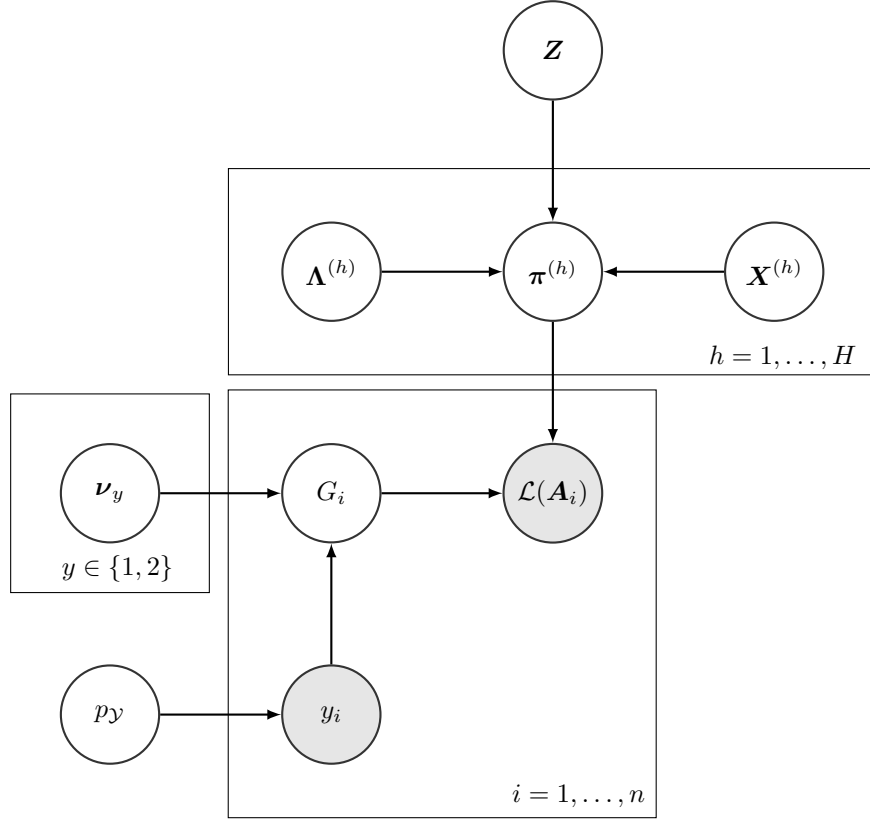 Z
Λ^(h)
π^(h)
X^(h)
h = 1, . . . , H
ν_y
G_i
𝓛(A_i)
y ∈ {1, 2}
p_𝒴
y_i
i = 1, . . . , n